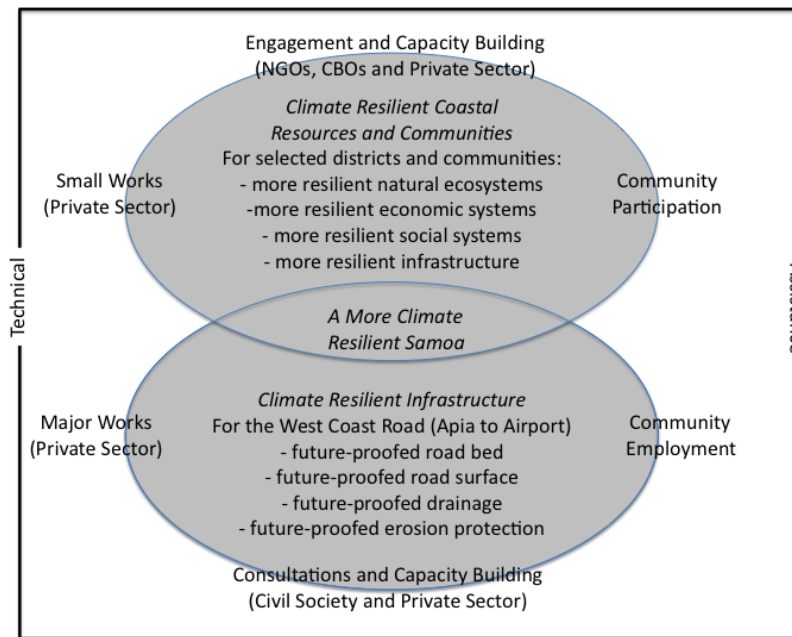 Engagement and Capacity Building
(NGOs, CBOs and Private Sector)
Climate Resilient Coastal
Resources and Communities
For selected districts and communities:
- more resilient natural ecosystems
-more resilient economic systems
- more resilient social systems
- more resilient infrastructure
Small Works
(Private Sector)
Community
Participation
Technical
A More Climate
Resilient Samoa
Climate Resilient Infrastructure
For the West Coast Road (Apia to Airport)
- future-proofed road bed
- future-proofed road surface
- future-proofed drainage
- future-proofed erosion protection
Major Works
(Private Sector)
Community
Employment
Consultations and Capacity Building
(Civil Society and Private Sector)